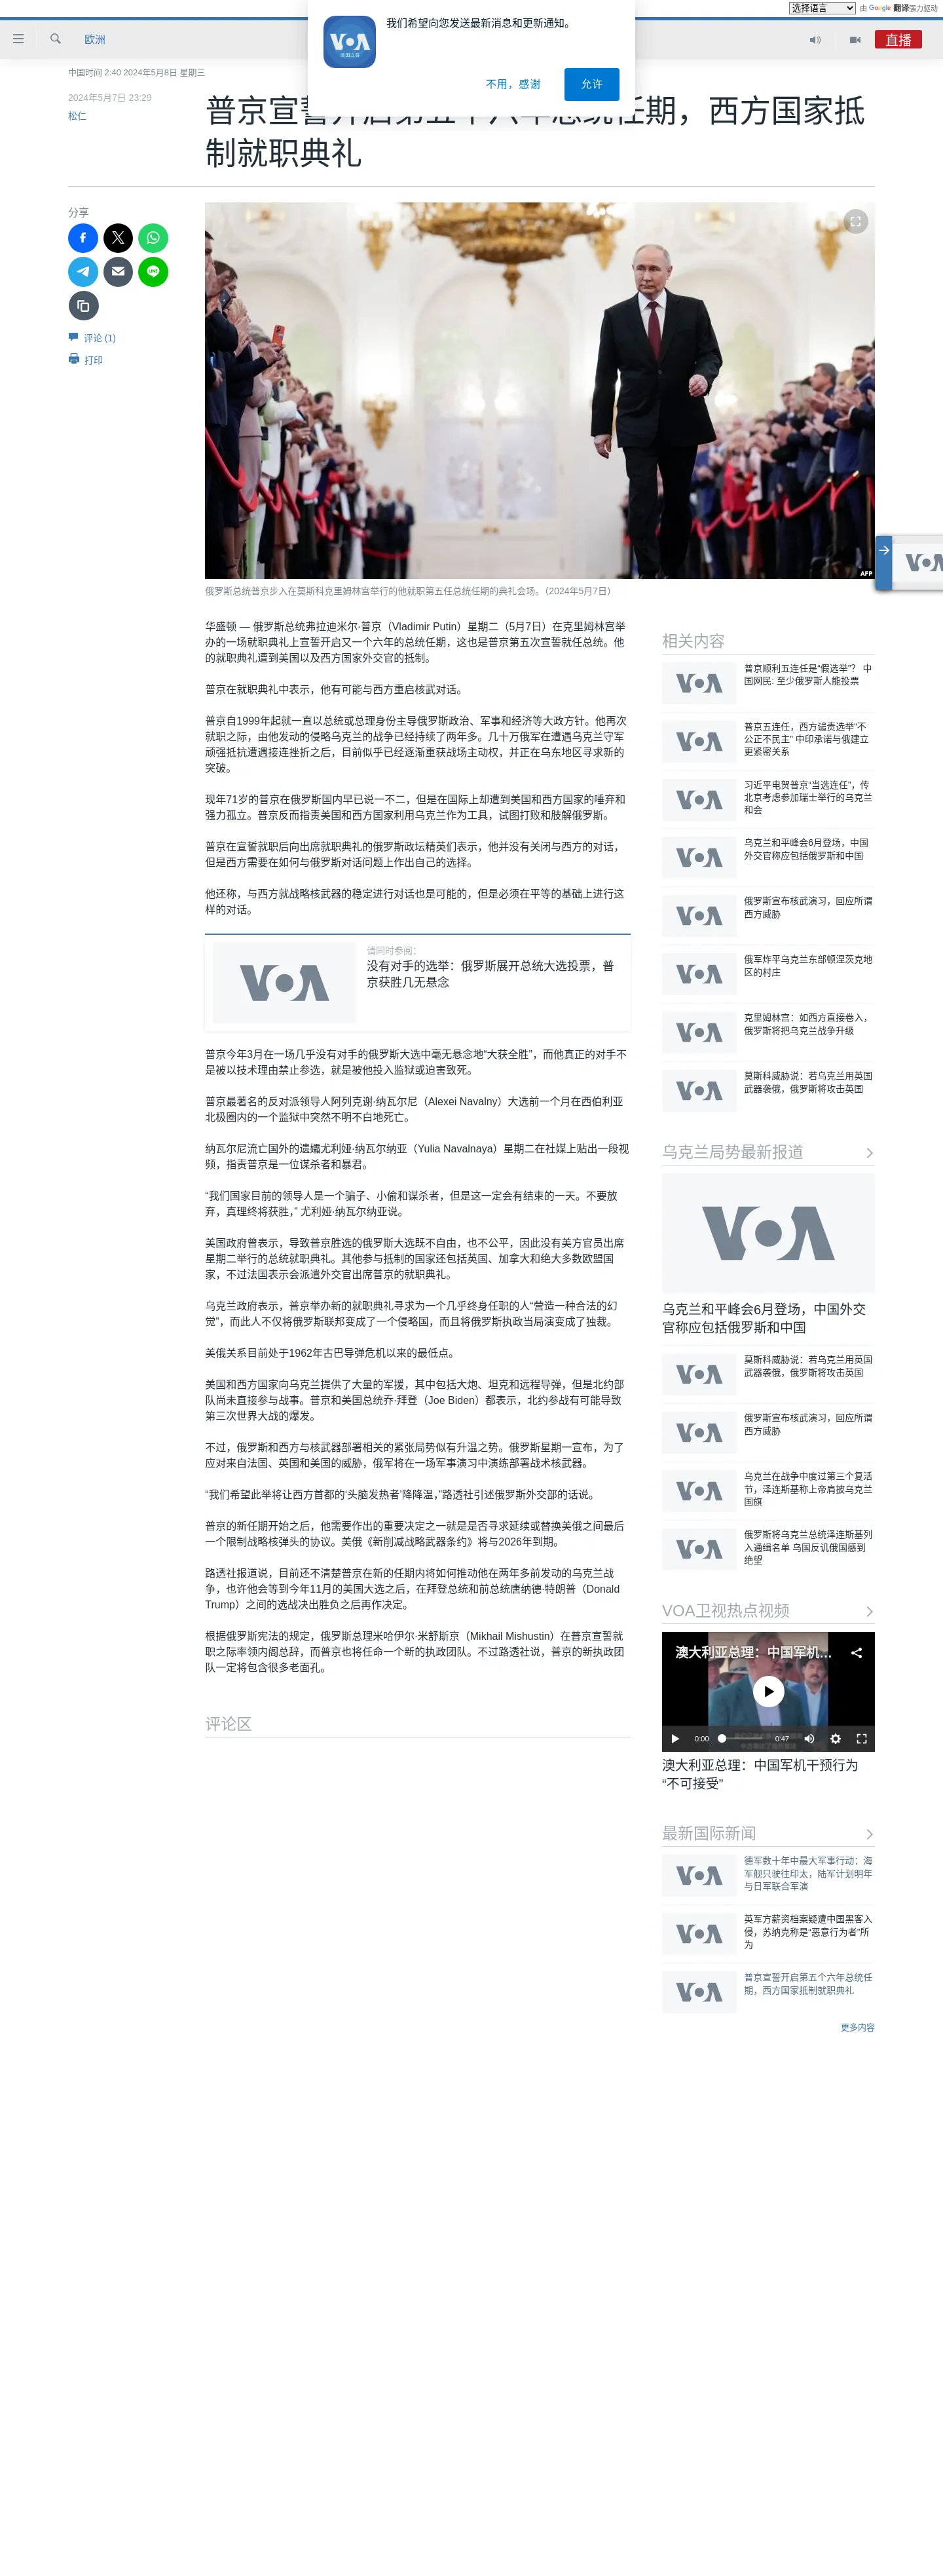 选择语言 由 Google 翻译强力驱动
欧洲
直播
VOA
美国之音
我们希望向您发送最新消息和更新通知。
不用，感谢
允许
中国时间 2:40 2024年5月8日 星期三
2024年5月7日 23:29
松仁
普京宣誓开启第五个六年总统任期，西方国家抵
制就职典礼
分享
评论 (1)
打印
AFP
俄罗斯总统普京步入在莫斯科克里姆林宫举行的他就职第五任总统任期的典礼会场。（2024年5月7日）
华盛顿 — 俄罗斯总统弗拉迪米尔·普京（Vladimir Putin）星期二（5月7日）在克里姆林宫举
办的一场就职典礼上宣誓开启又一个六年的总统任期，这也是普京第五次宣誓就任总统。他
的就职典礼遭到美国以及西方国家外交官的抵制。
普京在就职典礼中表示，他有可能与西方重启核武对话。
普京自1999年起就一直以总统或总理身份主导俄罗斯政治、军事和经济等大政方针。他再次
就职之际，由他发动的侵略乌克兰的战争已经持续了两年多。几十万俄军在遭遇乌克兰守军
顽强抵抗遭遇接连挫折之后，目前似乎已经逐渐重获战场主动权，并正在乌东地区寻求新的
突破。
现年71岁的普京在俄罗斯国内早已说一不二，但是在国际上却遭到美国和西方国家的唾弃和
强力孤立。普京反而指责美国和西方国家利用乌克兰作为工具，试图打败和肢解俄罗斯。
普京在宣誓就职后向出席就职典礼的俄罗斯政坛精英们表示，他并没有关闭与西方的对话，
但是西方需要在如何与俄罗斯对话问题上作出自己的选择。
他还称，与西方就战略核武器的稳定进行对话也是可能的，但是必须在平等的基础上进行这
样的对话。
VOA
请同时参阅：
没有对手的选举：俄罗斯展开总统大选投票，普
京获胜几无悬念
普京今年3月在一场几乎没有对手的俄罗斯大选中毫无悬念地“大获全胜”，而他真正的对手不
是被以技术理由禁止参选，就是被他投入监狱或迫害致死。
普京最著名的反对派领导人阿列克谢·纳瓦尔尼（Alexei Navalny）大选前一个月在西伯利亚
北极圈内的一个监狱中突然不明不白地死亡。
纳瓦尔尼流亡国外的遗孀尤利娅·纳瓦尔纳亚（Yulia Navalnaya）星期二在社媒上贴出一段视
频，指责普京是一位谋杀者和暴君。
“我们国家目前的领导人是一个骗子、小偷和谋杀者，但是这一定会有结束的一天。不要放
弃，真理终将获胜，” 尤利娅·纳瓦尔纳亚说。
美国政府曾表示，导致普京胜选的俄罗斯大选既不自由，也不公平，因此没有美方官员出席
星期二举行的总统就职典礼。其他参与抵制的国家还包括英国、加拿大和绝大多数欧盟国
家，不过法国表示会派遣外交官出席普京的就职典礼。
乌克兰政府表示，普京举办新的就职典礼寻求为一个几乎终身任职的人“营造一种合法的幻
觉”，而此人不仅将俄罗斯联邦变成了一个侵略国，而且将俄罗斯执政当局演变成了独裁。
美俄关系目前处于1962年古巴导弹危机以来的最低点。
美国和西方国家向乌克兰提供了大量的军援，其中包括大炮、坦克和远程导弹，但是北约部
队尚未直接参与战事。普京和美国总统乔·拜登（Joe Biden）都表示，北约参战有可能导致
第三次世界大战的爆发。
不过，俄罗斯和西方与核武器部署相关的紧张局势似有升温之势。俄罗斯星期一宣布，为了
应对来自法国、英国和美国的威胁，俄军将在一场军事演习中演练部署战术核武器。
“我们希望此举将让西方首都的‘头脑发热者’降降温，”路透社引述俄罗斯外交部的话说。
普京的新任期开始之后，他需要作出的重要决定之一就是是否寻求延续或替换美俄之间最后
一个限制战略核弹头的协议。美俄《新削减战略武器条约》将与2026年到期。
路透社报道说，目前还不清楚普京在新的任期内将如何推动他在两年多前发动的乌克兰战
争，也许他会等到今年11月的美国大选之后，在拜登总统和前总统唐纳德·特朗普（Donald
Trump）之间的选战决出胜负之后再作决定。
根据俄罗斯宪法的规定，俄罗斯总理米哈伊尔·米舒斯京（Mikhail Mishustin）在普京宣誓就
职之际率领内阁总辞，而普京也将任命一个新的执政团队。不过路透社说，普京的新执政团
队一定将包含很多老面孔。
评论区
相关内容
VOA
普京顺利五连任是“假选举”？ 中
国网民: 至少俄罗斯人能投票
VOA
普京五连任，西方谴责选举“不
公正不民主” 中印承诺与俄建立
更紧密关系
VOA
习近平电贺普京“当选连任”，传
北京考虑参加瑞士举行的乌克兰
和会
VOA
乌克兰和平峰会6月登场，中国
外交官称应包括俄罗斯和中国
VOA
俄罗斯宣布核武演习，回应所谓
西方威胁
VOA
俄军炸平乌克兰东部顿涅茨克地
区的村庄
VOA
克里姆林宫：如西方直接卷入，
俄罗斯将把乌克兰战争升级
VOA
莫斯科威胁说：若乌克兰用英国
武器袭俄，俄罗斯将攻击英国
乌克兰局势最新报道
VOA
乌克兰和平峰会6月登场，中国外交
官称应包括俄罗斯和中国
VOA
莫斯科威胁说：若乌克兰用英国
武器袭俄，俄罗斯将攻击英国
VOA
俄罗斯宣布核武演习，回应所谓
西方威胁
VOA
乌克兰在战争中度过第三个复活
节，泽连斯基称上帝肩披乌克兰
国旗
VOA
俄罗斯将乌克兰总统泽连斯基列
入通缉名单 乌国反讥俄国感到
绝望
VOA卫视热点视频
澳大利亚总理：中国军机...
0:00
0:47
澳大利亚总理：中国军机干预行为
“不可接受”
最新国际新闻
VOA
德军数十年中最大军事行动：海
军舰只驶往印太，陆军计划明年
与日军联合军演
VOA
英军方薪资档案疑遭中国黑客入
侵，苏纳克称是“恶意行为者”所
为
VOA
普京宣誓开启第五个六年总统任
期，西方国家抵制就职典礼
更多内容